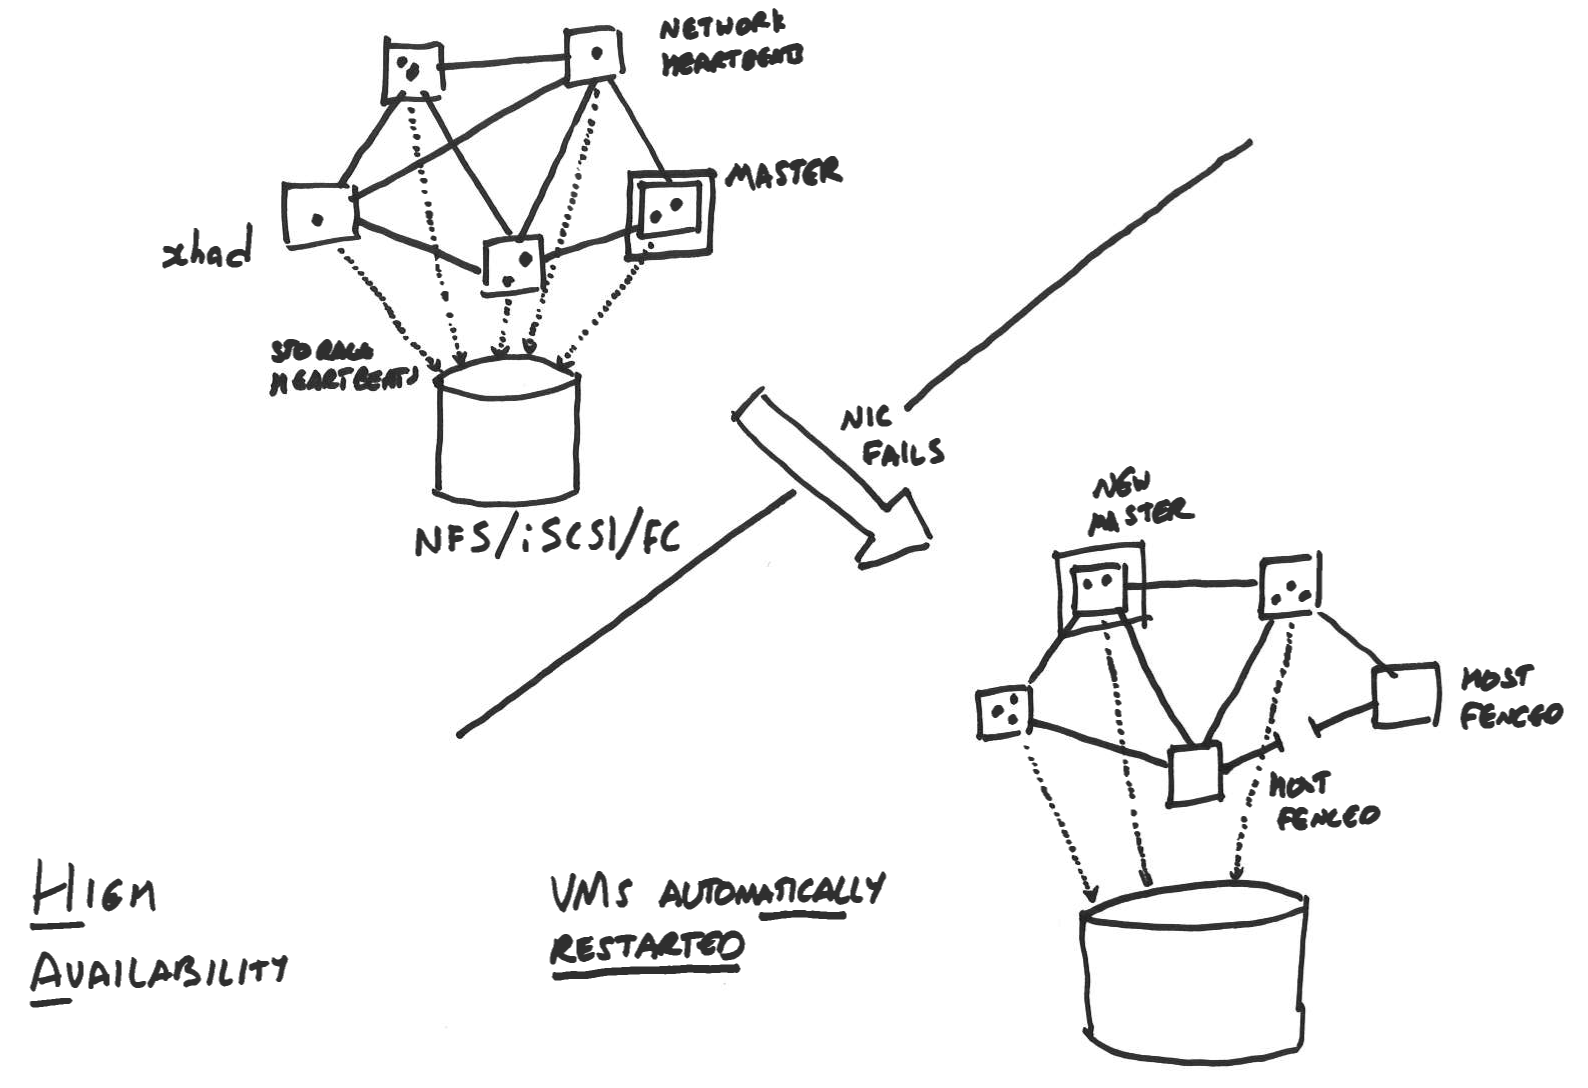 NETWORK
HEARTBEATS
MASTER
xhad
STORAGE
HEARTBEATS
NFS/iSCSI/FC
NIC
FAILS
NEW
MASTER
HOST
FENCED
HOST
FENCED
HIGH
AVAILABILITY
VMS AUTOMATICALLY
RESTARTED